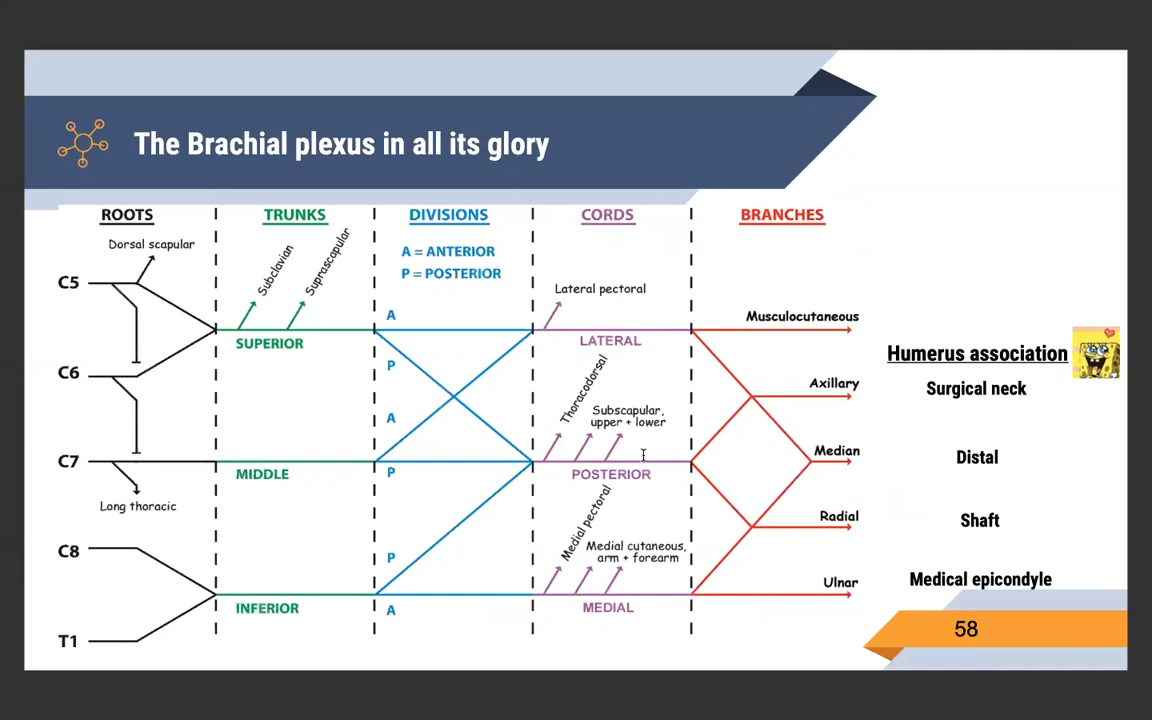 The Brachial plexus in all its glory
ROOTS
TRUNKS
DIVISIONS
CORDS
BRANCHES
Dorsal scapular
Subclavian
Suprascapular
A = ANTERIOR
P = POSTERIOR
C5
Lateral pectoral
A
Musculocutaneous
SUPERIOR
LATERAL
Humerus association
P
C6
Axillary
Surgical neck
Thoracodorsal
Subscapular,
upper + lower
A
Median
Distal
C7
MIDDLE
P
POSTERIOR
Long thoracic
Radial
Shaft
Medial pectoral
Medial cutaneous,
arm + forearm
C8
P
Ulnar
Medical epicondyle
INFERIOR
A
MEDIAL
58
T1